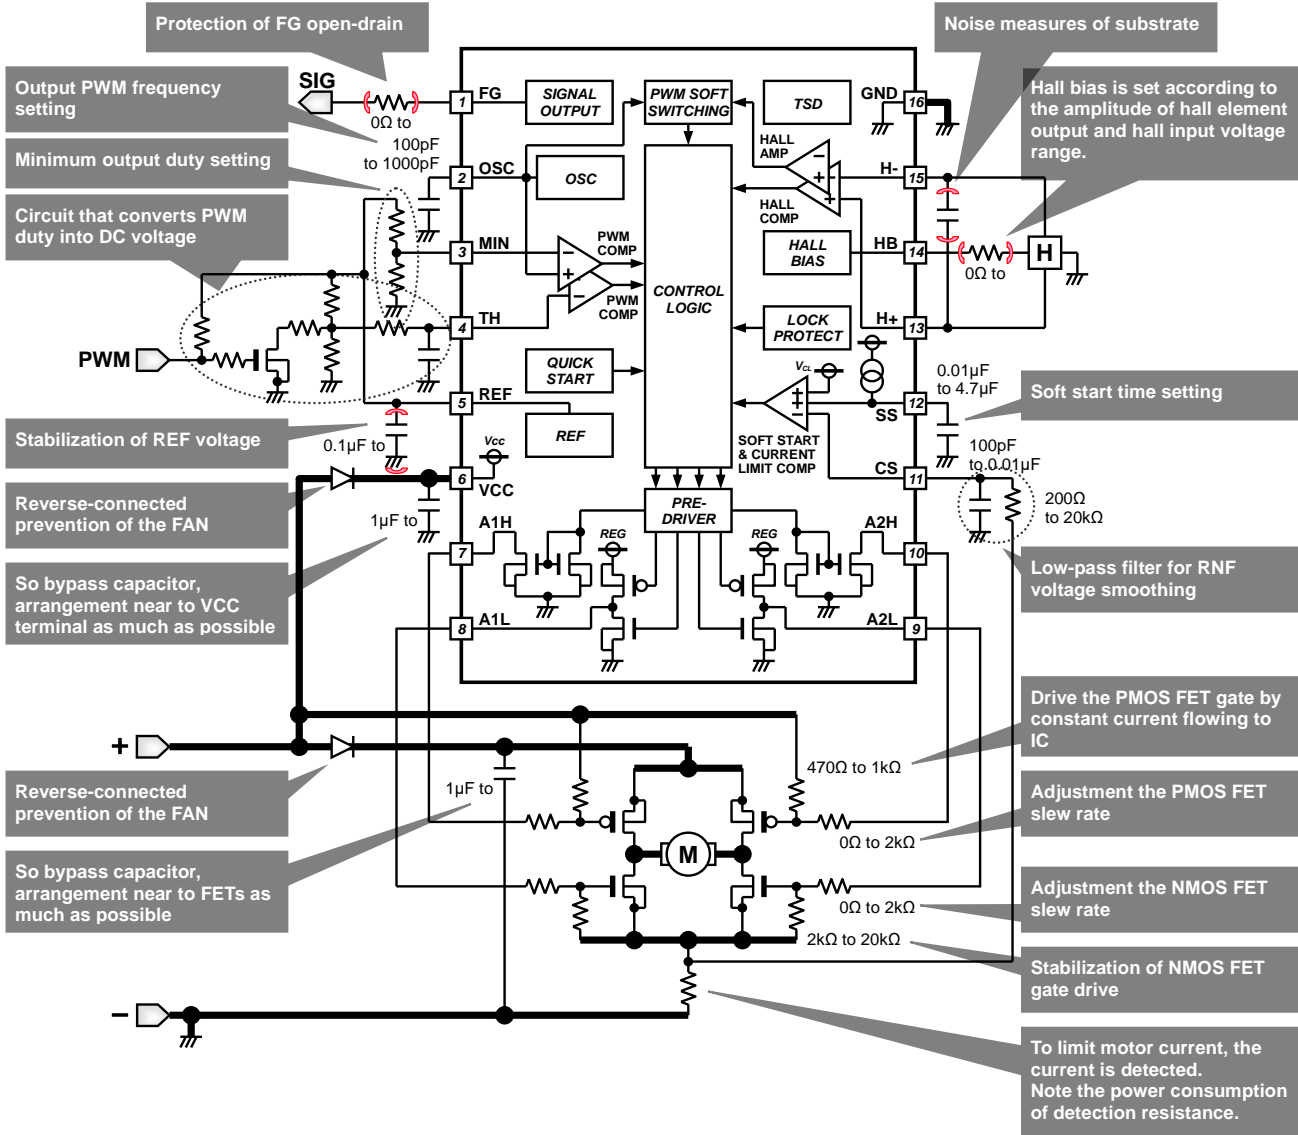 Protection of FG open-drain
Noise measures of substrate
Output PWM frequency
setting
Hall bias is set according to
the amplitude of hall element
output and hall input voltage
range.
Minimum output duty setting
Circuit that converts PWM
duty into DC voltage
Stabilization of REF voltage
Reverse-connected
prevention of the FAN
So bypass capacitor,
arrangement near to VCC
terminal as much as possible
Reverse-connected
prevention of the FAN
So bypass capacitor,
arrangement near to FETs as
much as possible
Soft start time setting
Low-pass filter for RNF
voltage smoothing
Drive the PMOS FET gate by
constant current flowing to
IC
Adjustment the PMOS FET
slew rate
Adjustment the NMOS FET
slew rate
Stabilization of NMOS FET
gate drive
To limit motor current, the
current is detected.
Note the power consumption
of detection resistance.
SIG
0Ω to
100pF
to 1000pF
PWM
0.1µF to
1µF to
1 FG
2 OSC
3 MIN
4 TH
5 REF
6 VCC
7 A1H
8 A1L
GND 16
H- 15
HB 14
H+ 13
SS 12
CS 11
A2H 10
A2L 9
SIGNAL
OUTPUT
PWM SOFT
SWITCHING
TSD
HALL
AMP
OSC
HALL
COMP
PWM
COMP
PWM
COMP
HALL
BIAS
CONTROL
LOGIC
LOCK
PROTECT
QUICK
START
VCL
REF
SOFT START
& CURRENT
LIMIT COMP
Vcc
PRE-
DRIVER
REG
REG
H
0Ω to
0.01µF
to 4.7µF
100pF
to 0.01µF
200Ω
to 20kΩ
+
1µF to
470Ω to 1kΩ
0Ω to 2kΩ
M
0Ω to 2kΩ
2kΩ to 20kΩ
−